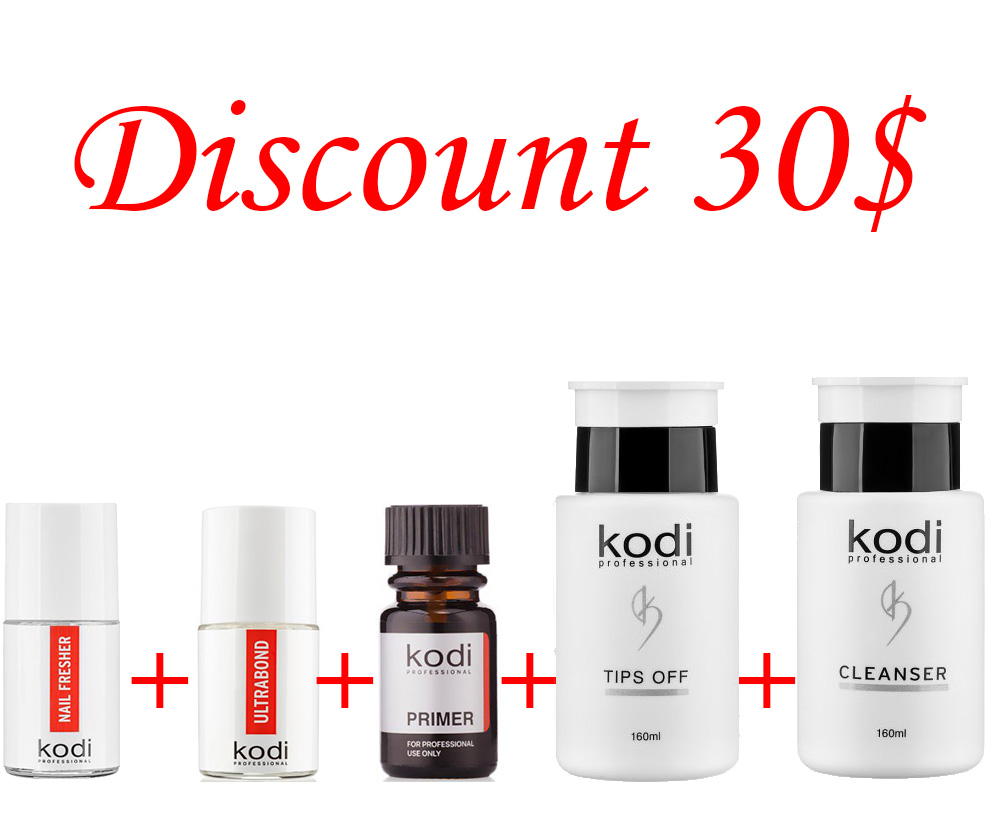 Discount 30$
NAIL FRESHER
kodi
PROFESSIONAL
+
ULTRABOND
kodi
PROFESSIONAL
+
kodi
PROFESSIONAL
PRIMER
FOR PROFESSIONAL
USE ONLY
+
kodi
professional
TIPS OFF
160ml
+
kodi
professional
CLEANSER
160ml